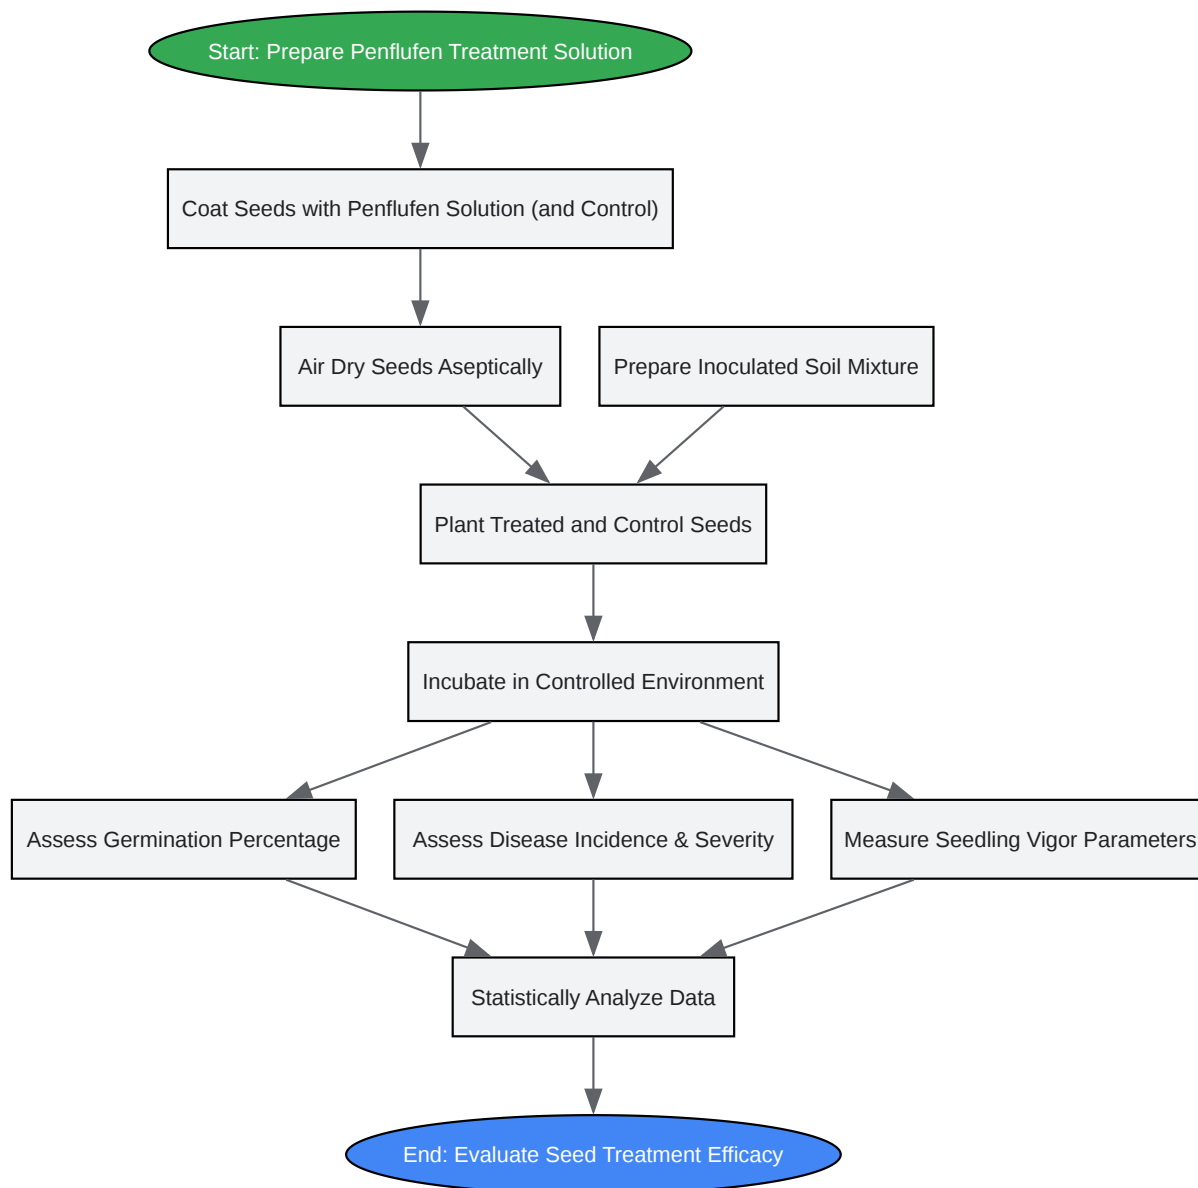 Start: Prepare Penflufen Treatment Solution
Coat Seeds with Penflufen Solution (and Control)
Air Dry Seeds Aseptically
Prepare Inoculated Soil Mixture
Plant Treated and Control Seeds
Incubate in Controlled Environment
Assess Germination Percentage
Assess Disease Incidence & Severity
Measure Seedling Vigor Parameters
Statistically Analyze Data
End: Evaluate Seed Treatment Efficacy